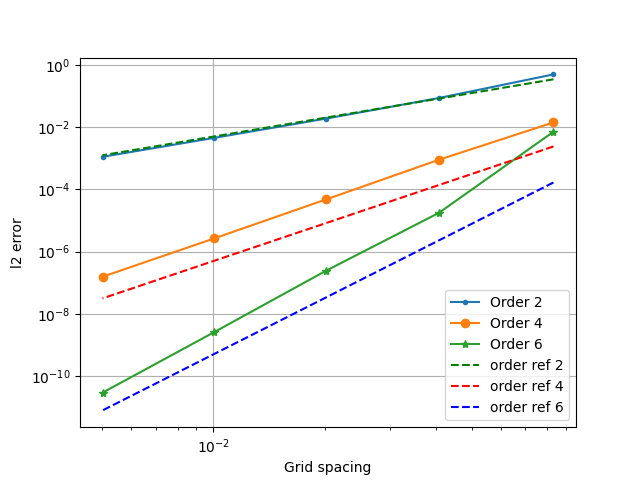 10⁰
10⁻²
10⁻⁴
10⁻⁶
10⁻⁸
10⁻¹⁰
l2 error
Order 2
Order 4
Order 6
order ref 2
order ref 4
order ref 6
10⁻²
Grid spacing